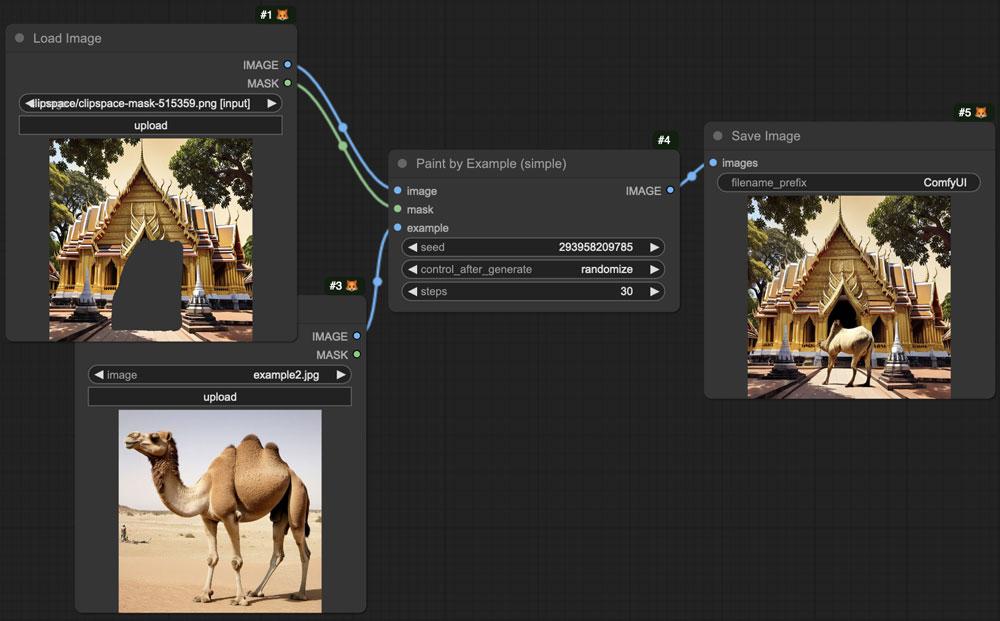 #1
Load Image
IMAGE
MASK
clipspace/clipspace-mask-515359.png [input]
upload
#3
IMAGE
MASK
image example2.jpg
upload
#4
Paint by Example (simple)
image IMAGE
mask
example
seed 293958209785
control_after_generate randomize
steps 30
#5
Save Image
images
filename_prefix ComfyUI